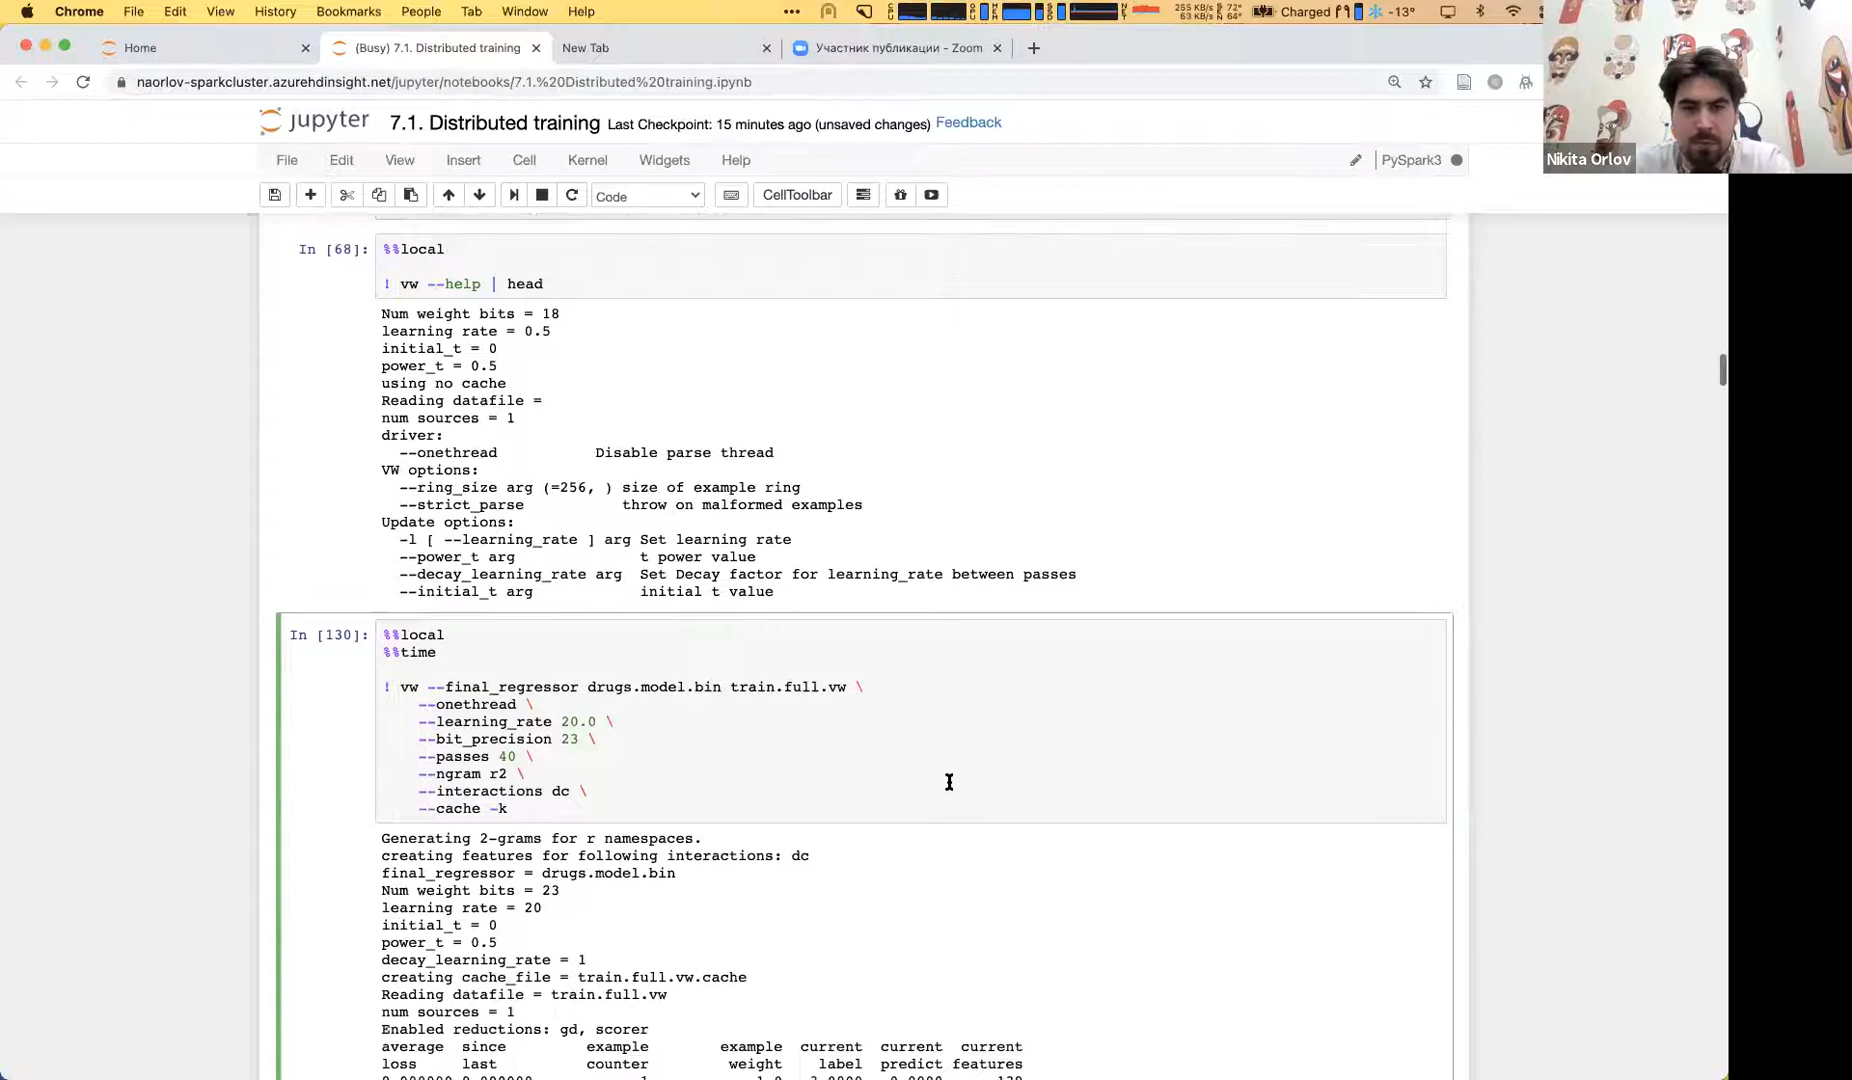 Chrome File Edit View History Bookmarks People Tab Window Help
253 KB/s 72°
63 KB/s 64°
Charged
-13°
Home
(Busy) 7.1. Distributed training
New Tab
Участник публикации - Zoom
naorlov-sparkcluster.azurehdinsight.net/jupyter/notebooks/7.1.%20Distributed%20training.ipynb
Nikita Orlov
jupyter 7.1. Distributed training Last Checkpoint: 15 minutes ago (unsaved changes) Feedback
File Edit View Insert Cell Kernel Widgets Help PySpark3
Code CellToolbar
In [68]: %%local
! vw --help | head
Num weight bits = 18
learning rate = 0.5
initial_t = 0
power_t = 0.5
using no cache
Reading datafile =
num sources = 1
driver:
--onethread Disable parse thread
VW options:
--ring_size arg (=256, ) size of example ring
--strict_parse throw on malformed examples
Update options:
-l [ --learning_rate ] arg Set learning rate
--power_t arg t power value
--decay_learning_rate arg Set Decay factor for learning_rate between passes
--initial_t arg initial t value
In [130]: %%local
%%time
! vw --final_regressor drugs.model.bin train.full.vw \
--onethread \
--learning_rate 20.0 \
--bit_precision 23 \
--passes 40 \
--ngram r2 \
--interactions dc \
--cache -k
Generating 2-grams for r namespaces.
creating features for following interactions: dc
final_regressor = drugs.model.bin
Num weight bits = 23
learning rate = 20
initial_t = 0
power_t = 0.5
decay_learning_rate = 1
creating cache_file = train.full.vw.cache
Reading datafile = train.full.vw
num sources = 1
Enabled reductions: gd, scorer
average since example example current current current
loss last counter weight label predict features